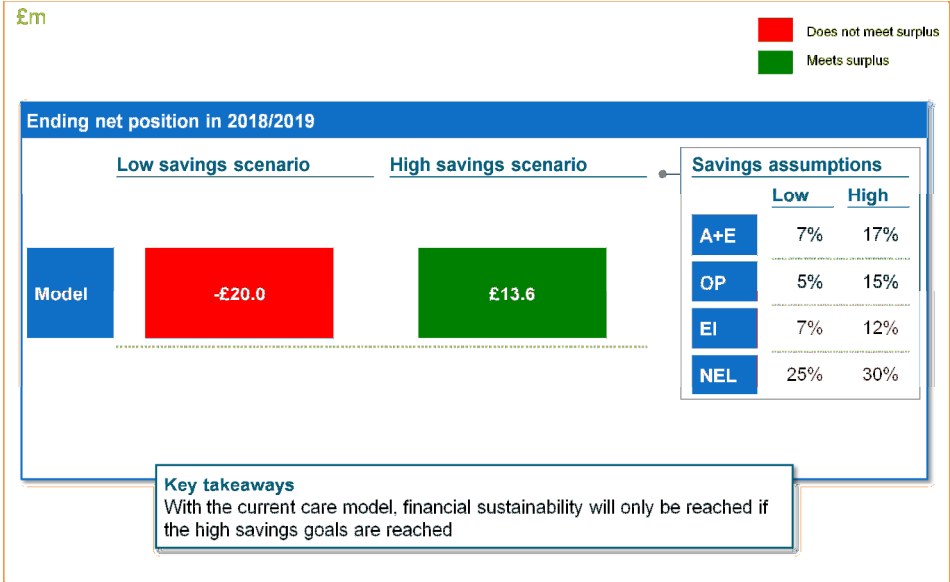 £m
Does not meet surplus
Meets surplus
Ending net position in 2018/2019
Low savings scenario
High savings scenario
Model
-£20.0
£13.6
Savings assumptions
Low High
A+E 7% 17%
OP 5% 15%
EI 7% 12%
NEL 25% 30%
Key takeaways
With the current care model, financial sustainability will only be reached if
the high savings goals are reached